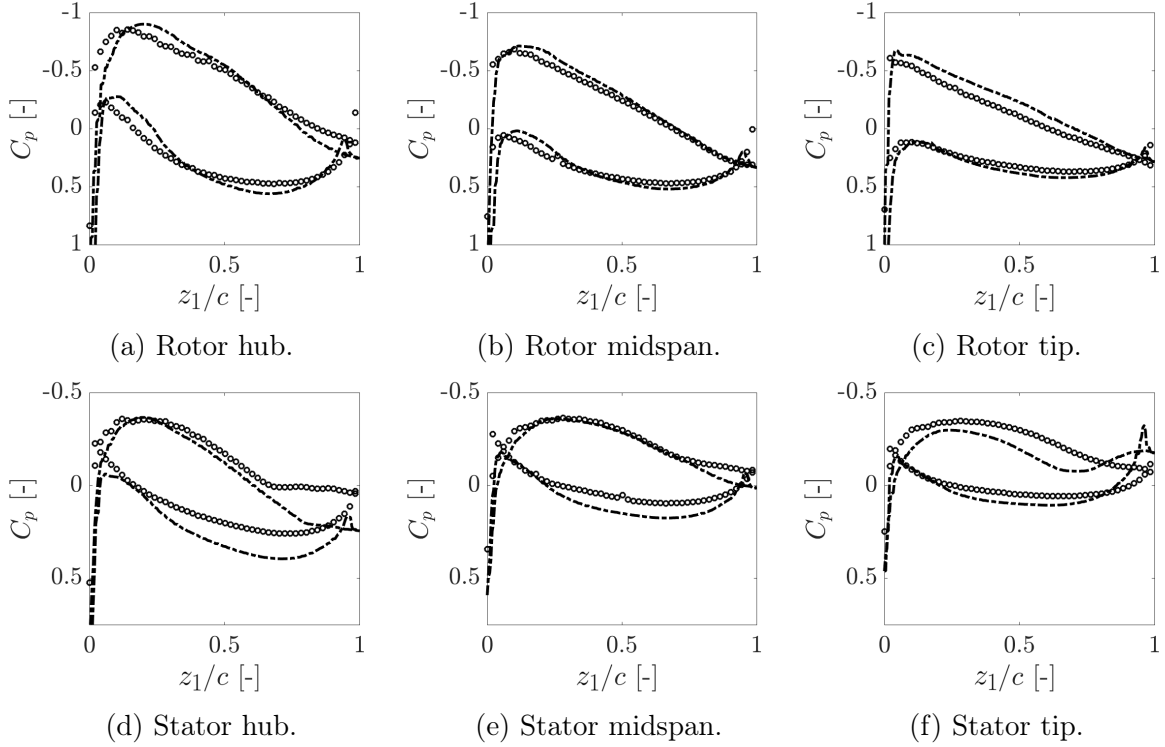 -1
-0.5
0
0.5
1
C_p [-]
0 0.5 1
z_1/c [-]
(a) Rotor hub.
-1
-0.5
0
0.5
1
C_p [-]
0 0.5 1
z_1/c [-]
(b) Rotor midspan.
-1
-0.5
0
0.5
1
C_p [-]
0 0.5 1
z_1/c [-]
(c) Rotor tip.
-0.5
0
0.5
C_p [-]
0 0.5 1
z_1/c [-]
(d) Stator hub.
-0.5
0
0.5
C_p [-]
0 0.5 1
z_1/c [-]
(e) Stator midspan.
-0.5
0
0.5
C_p [-]
0 0.5 1
z_1/c [-]
(f) Stator tip.